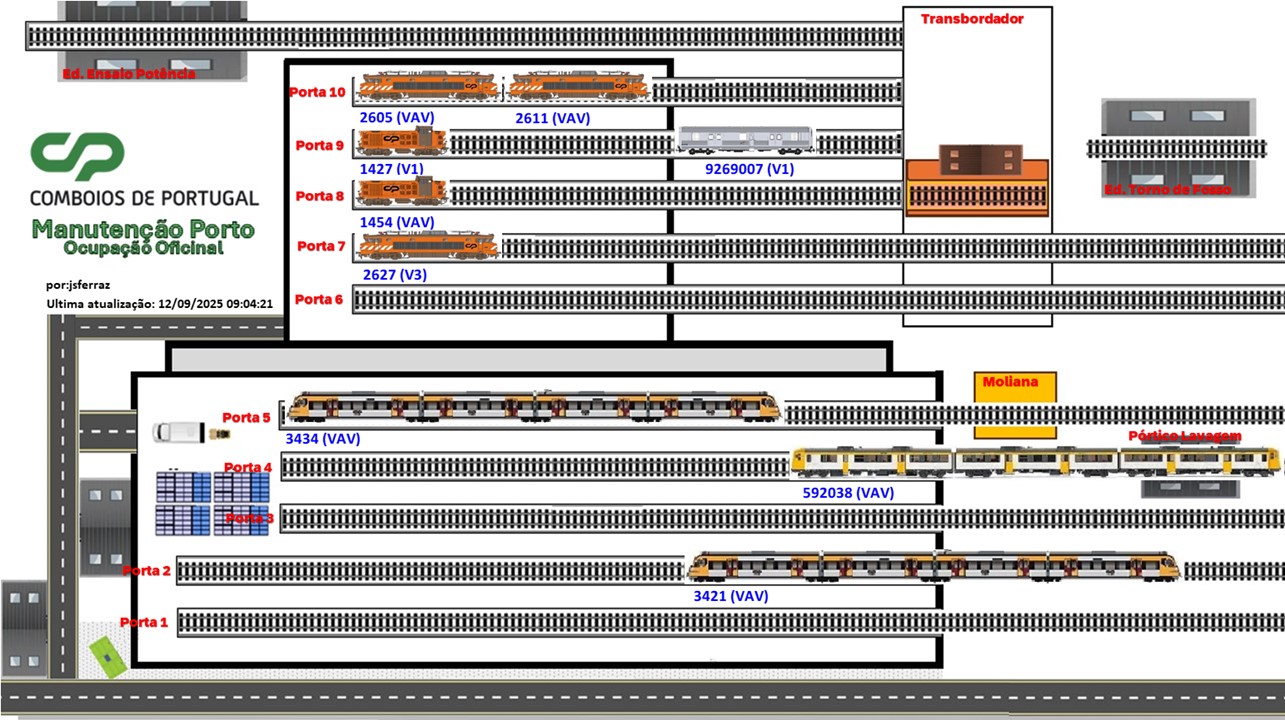 Transbordador
Ed. Ensaio Potência
Porta 10
2605 (VAV)
2611 (VAV)
Porta 9
1427 (V1)
9269007 (V1)
Ed. Torno de Fosso
cp
COMBOIOS DE PORTUGAL
Manutenção Porto
Ocupação Oficinal
Porta 8
1454 (VAV)
Porta 7
2627 (V3)
por:jsferraz
Ultima atualização: 12/09/2025 09:04:21
Porta 6
Moliana
Porta 5
3434 (VAV)
Pórtico Lavagem
Porta 4
592038 (VAV)
Porta 3
Porta 2
3421 (VAV)
Porta 1